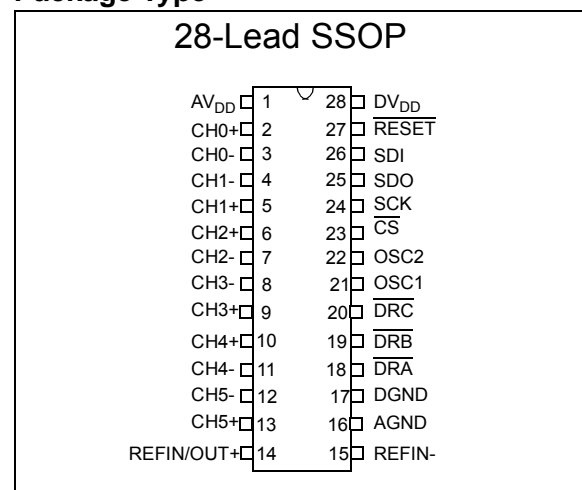 Package Type
28-Lead SSOP
AVDD 1 28 DVDD
CH0+ 2 27 RESET
CH0- 3 26 SDI
CH1- 4 25 SDO
CH1+ 5 24 SCK
CH2+ 6 23 CS
CH2- 7 22 OSC2
CH3- 8 21 OSC1
CH3+ 9 20 DRC
CH4+ 10 19 DRB
CH4- 11 18 DRA
CH5- 12 17 DGND
CH5+ 13 16 AGND
REFIN/OUT+ 14 15 REFIN-